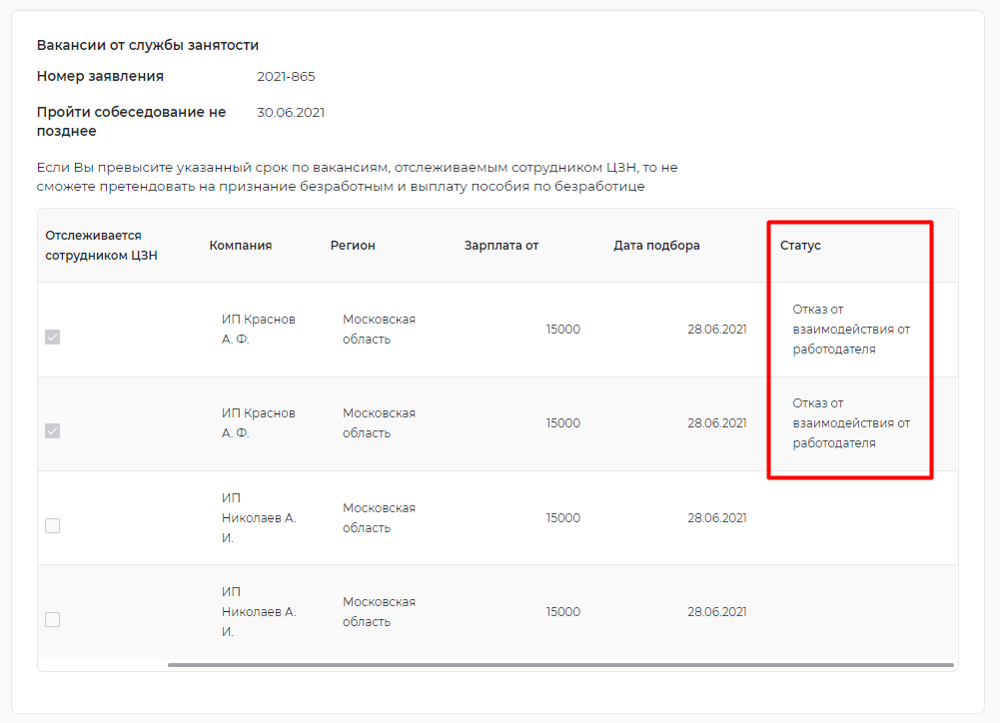 Вакансии от службы занятости
Номер заявления 2021-865
Пройти собеседование не позднее 30.06.2021
Если Вы превысите указанный срок по вакансиям, отслеживаемым сотрудником ЦЗН, то не
сможете претендовать на признание безработным и выплату пособия по безработице
Отслеживается сотрудником ЦЗН Компания Регион Зарплата от Дата подбора Статус
ИП Краснов А. Ф. Московская область 15000 28.06.2021 Отказ от взаимодействия от работодателя
ИП Краснов А. Ф. Московская область 15000 28.06.2021 Отказ от взаимодействия от работодателя
ИП Николаев А. И. Московская область 15000 28.06.2021
ИП Николаев А. И. Московская область 15000 28.06.2021